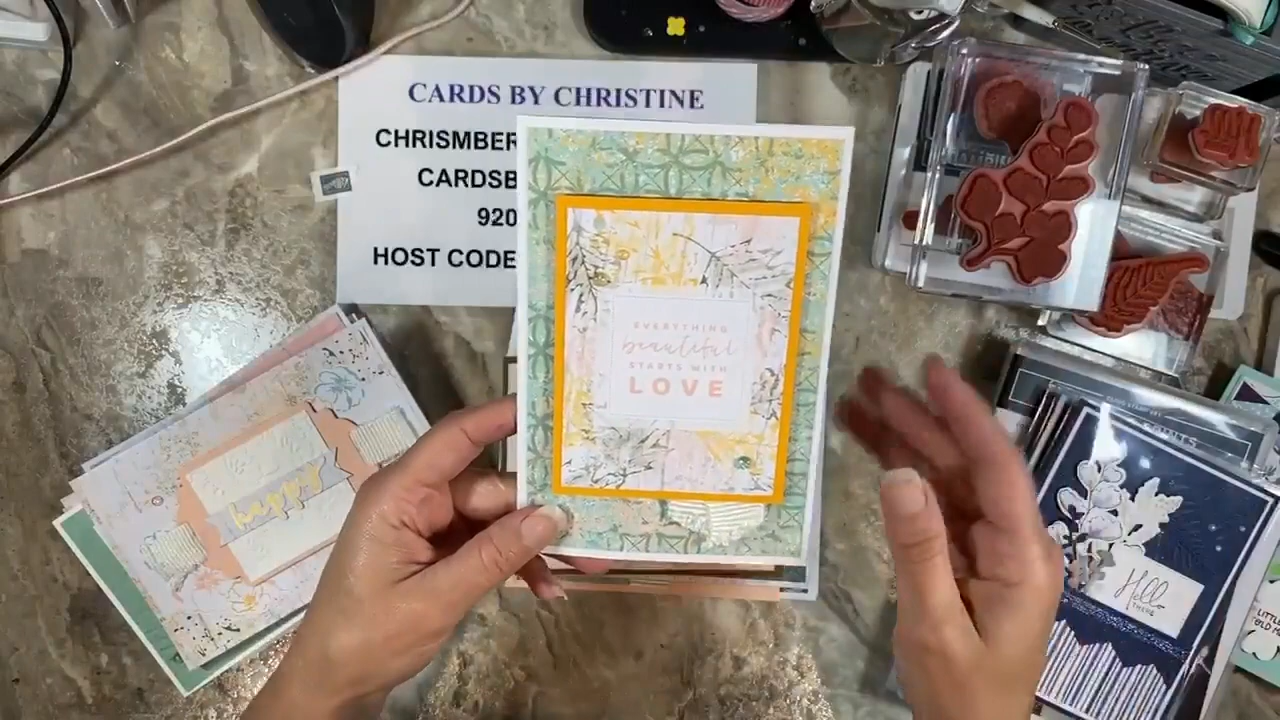 CARDS BY CHRISTINE
CHRISMBER
CARDSB
920
HOST CODE
EVERYTHING
beautiful
STARTS WITH
LOVE
happy
Hello
THERE